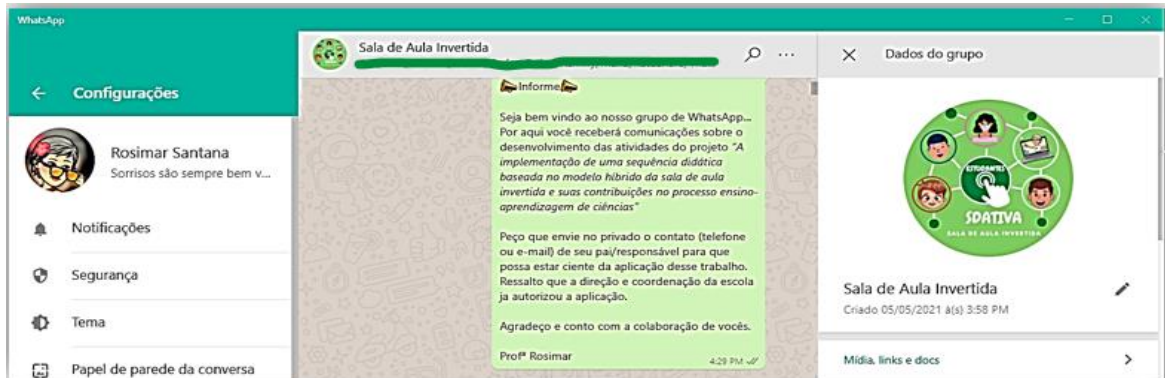 WhatsApp
Configurações
Rosimar Santana
Sorrisos são sempre bem v...
Notificações
Segurança
Tema
Papel de parede da conversa
Sala de Aula Invertida
Informe
Seja bem vindo ao nosso grupo de WhatsApp...
Por aqui você receberá comunicações sobre o
desenvolvimento das atividades do projeto "A
implementação de uma sequência didática
baseada no modelo híbrido da sala de aula
invertida e suas contribuições no processo ensino-
aprendizagem de ciências"
Peço que envie no privado o contato (telefone
ou e-mail) de seu pai/responsável para que
possa estar ciente da aplicação desse trabalho.
Ressalto que a direção e coordenação da escola
ja autorizou a aplicação.
Agradeço e conto com a colaboração de vocês.
Profª Rosimar
4:29 PM
Dados do grupo
ESTUDANTES
SDATIVA
SALA DE AULA INVERTIDA
Sala de Aula Invertida
Criado 05/05/2021 à(s) 3:58 PM
Mídia, links e docs